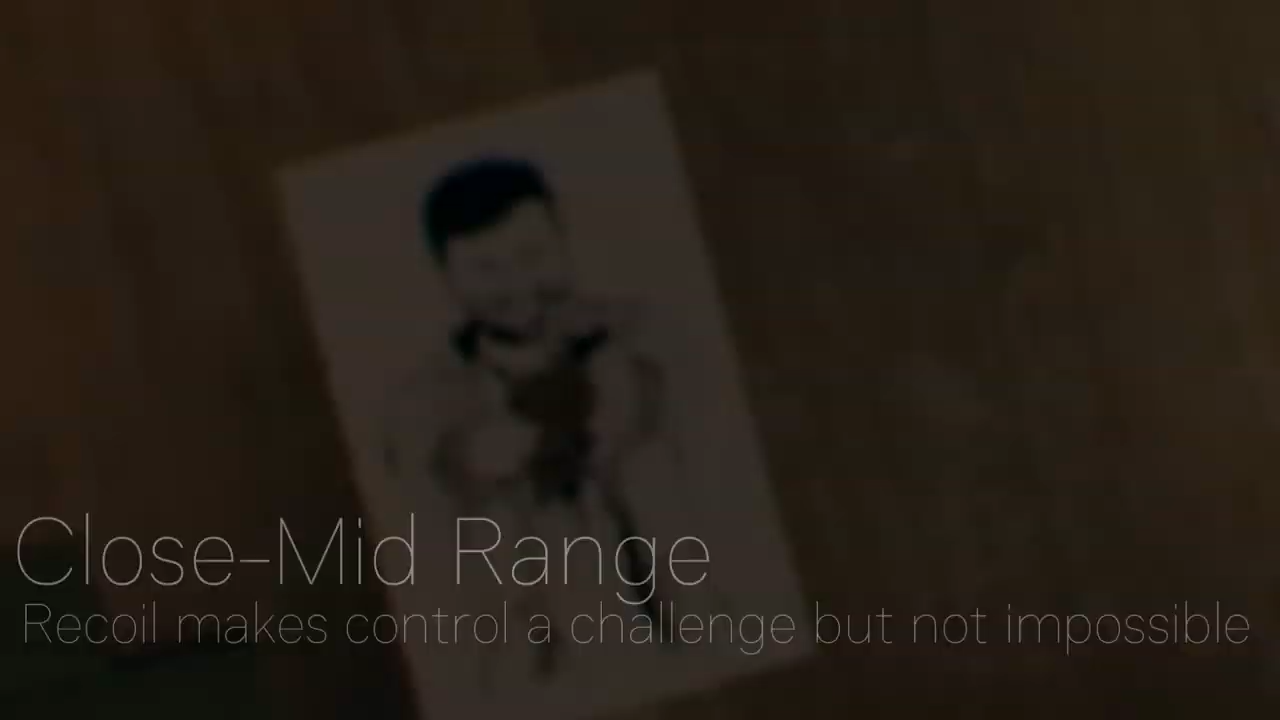 Close-Mid Range
Recoil makes control a challenge but not impossible